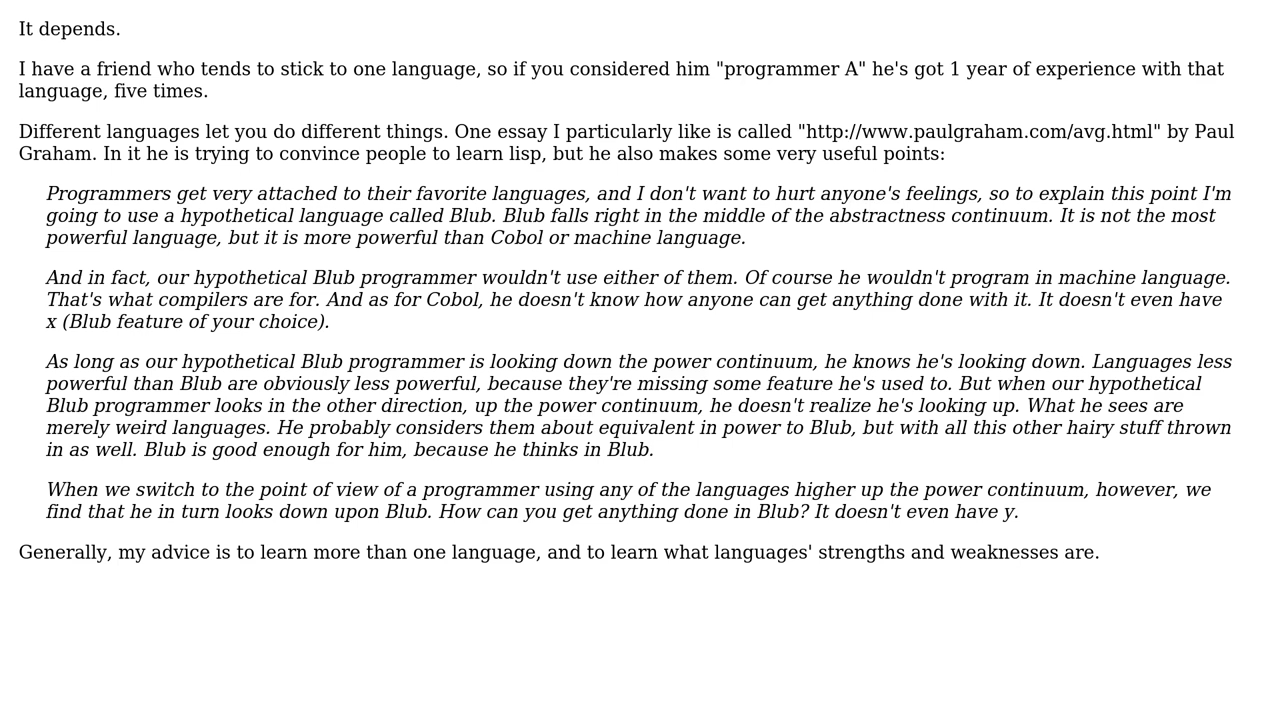 It depends.
I have a friend who tends to stick to one language, so if you considered him "programmer A" he's got 1 year of experience with that
language, five times.
Different languages let you do different things. One essay I particularly like is called "http://www.paulgraham.com/avg.html" by Paul
Graham. In it he is trying to convince people to learn lisp, but he also makes some very useful points:
Programmers get very attached to their favorite languages, and I don't want to hurt anyone's feelings, so to explain this point I'm
going to use a hypothetical language called Blub. Blub falls right in the middle of the abstractness continuum. It is not the most
powerful language, but it is more powerful than Cobol or machine language.
And in fact, our hypothetical Blub programmer wouldn't use either of them. Of course he wouldn't program in machine language.
That's what compilers are for. And as for Cobol, he doesn't know how anyone can get anything done with it. It doesn't even have
x (Blub feature of your choice).
As long as our hypothetical Blub programmer is looking down the power continuum, he knows he's looking down. Languages less
powerful than Blub are obviously less powerful, because they're missing some feature he's used to. But when our hypothetical
Blub programmer looks in the other direction, up the power continuum, he doesn't realize he's looking up. What he sees are
merely weird languages. He probably considers them about equivalent in power to Blub, but with all this other hairy stuff thrown
in as well. Blub is good enough for him, because he thinks in Blub.
When we switch to the point of view of a programmer using any of the languages higher up the power continuum, however, we
find that he in turn looks down upon Blub. How can you get anything done in Blub? It doesn't even have y.
Generally, my advice is to learn more than one language, and to learn what languages' strengths and weaknesses are.